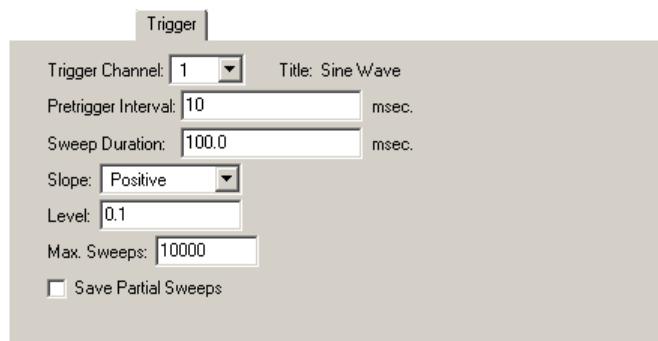 Trigger
Trigger Channel: 1 Title: Sine Wave
Pretrigger Interval: 10 msec.
Sweep Duration: 100.0 msec.
Slope: Positive
Level: 0.1
Max. Sweeps: 10000
Save Partial Sweeps